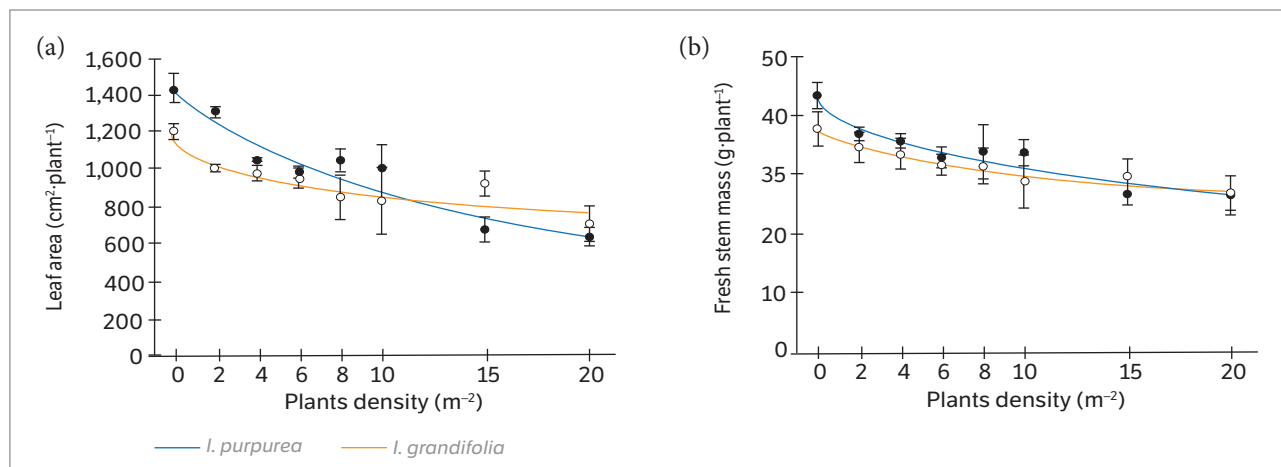 (a)
1,600
1,400
1,200
1,000
800
600
400
200
0
Leaf area (cm²·plant⁻¹)
0 2 4 6 8 10 15 20
Plants density (m⁻²)
(b)
50
40
35
20
10
0
Fresh stem mass (g·plant⁻¹)
0 2 4 6 8 10 15 20
Plants density (m⁻²)
I. purpurea I. grandifolia